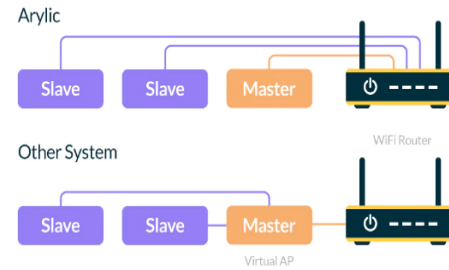 Arylic
Slave Slave Master
WiFi Router
Other System
Slave Slave Master
Virtual AP